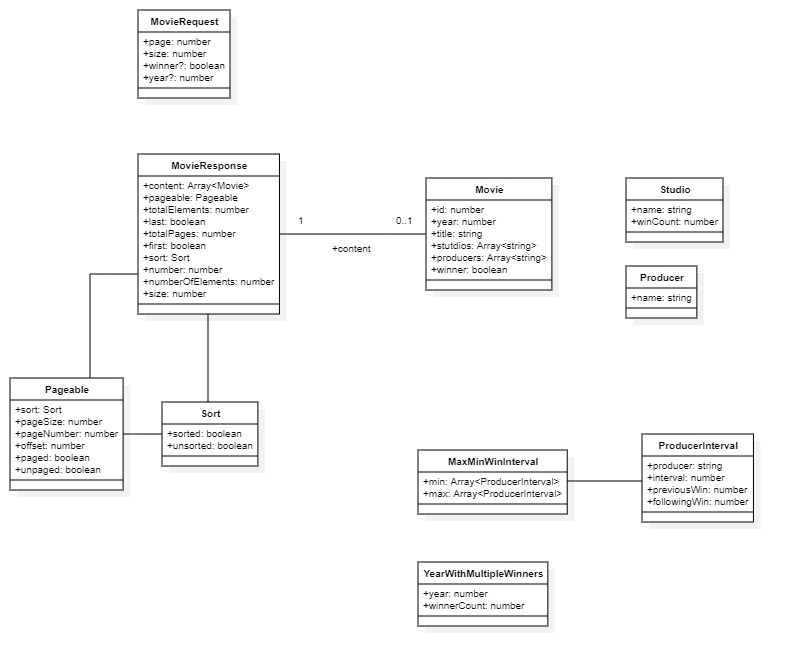 MovieRequest
+page: number
+size: number
+winner?: boolean
+year?: number
MovieResponse
+content: Array<Movie>
+pageable: Pageable
+totalElements: number
+last: boolean
+totalPages: number
+first: boolean
+sort: Sort
+number: number
+numberOfElements: number
+size: number
1
0..1
+content
Movie
+id: number
+year: number
+title: string
+stutdios: Array<string>
+producers: Array<string>
+winner: boolean
Studio
+name: string
+winCount: number
Producer
+name: string
Pageable
+sort: Sort
+pageSize: number
+pageNumber: number
+offset: number
+paged: boolean
+unpaged: boolean
Sort
+sorted: boolean
+unsorted: boolean
MaxMinWinInterval
+min: Array<ProducerInterval>
+max: Array<ProducerInterval>
ProducerInterval
+producer: string
+interval: number
+previousWin: number
+followingWin: number
YearWithMultipleWinners
+year: number
+winnerCount: number